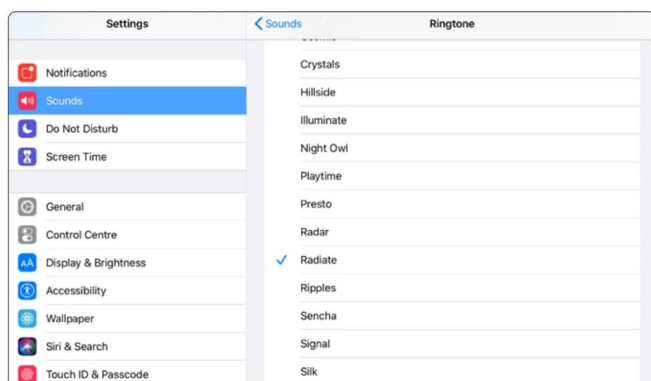 Settings
Notifications
Sounds
Do Not Disturb
Screen Time
General
Control Centre
AA Display & Brightness
Accessibility
Wallpaper
Siri & Search
Touch ID & Passcode
Sounds
Ringtone
Crystals
Hillside
Illuminate
Night Owl
Playtime
Presto
Radar
Radiate
Ripples
Sencha
Signal
Silk